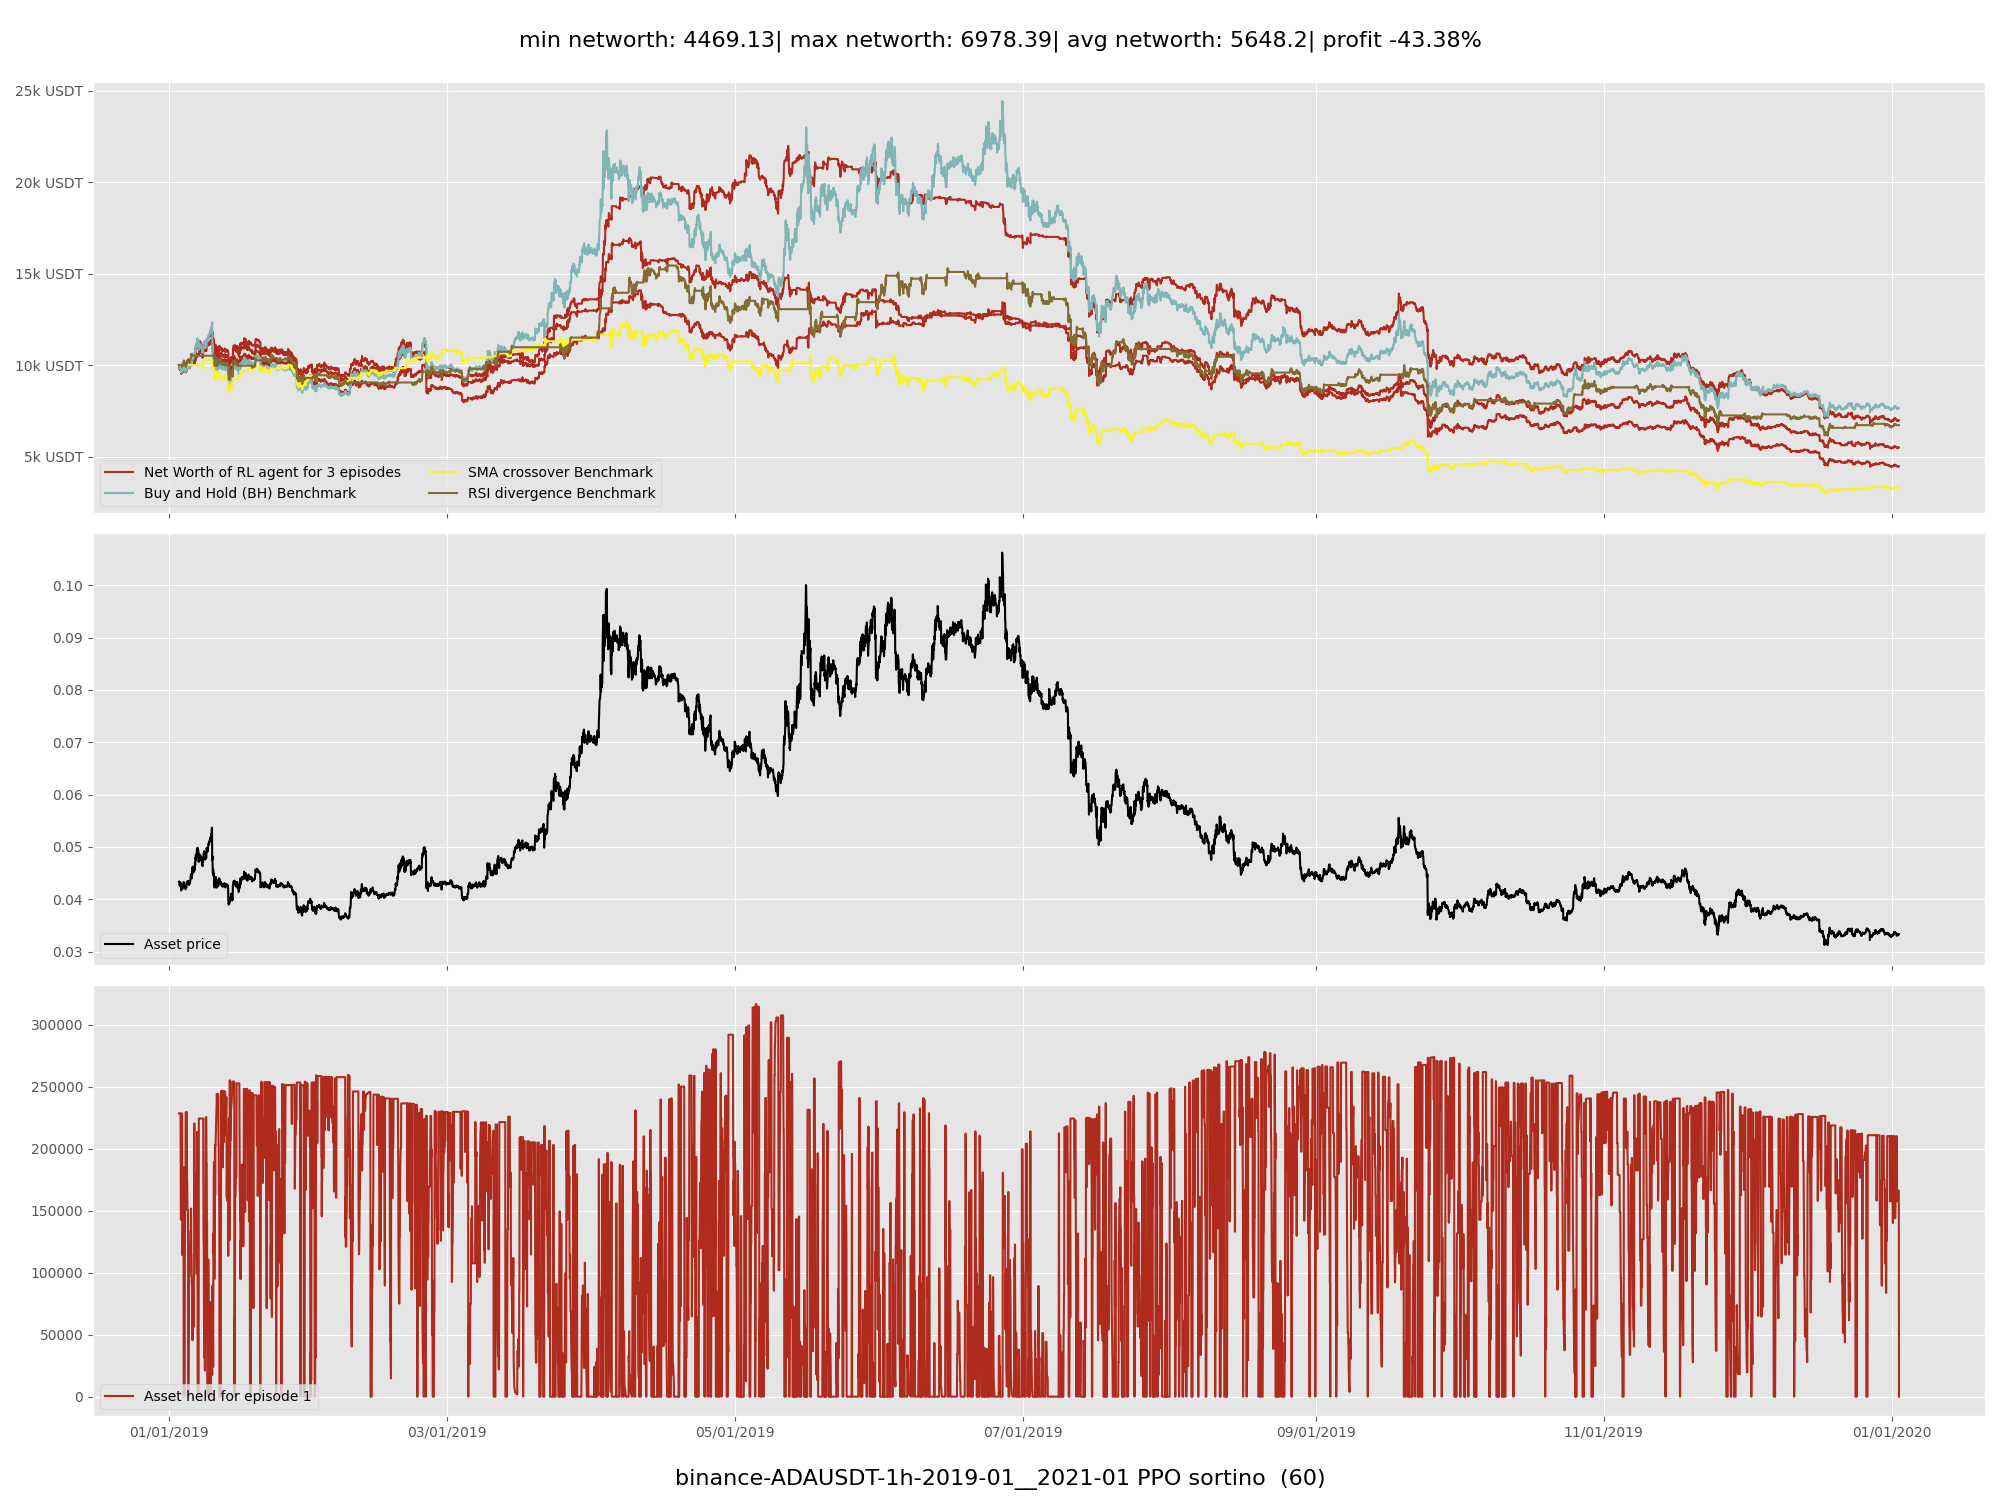 min networth: 4469.13| max networth: 6978.39| avg networth: 5648.2| profit -43.38%
25k USDT
20k USDT
15k USDT
10k USDT
5k USDT
Net Worth of RL agent for 3 episodes
Buy and Hold (BH) Benchmark
SMA crossover Benchmark
RSI divergence Benchmark
0.10
0.09
0.08
0.07
0.06
0.05
0.04
0.03
Asset price
300000
250000
200000
150000
100000
50000
0
Asset held for episode 1
01/01/2019 03/01/2019 05/01/2019 07/01/2019 09/01/2019 11/01/2019 01/01/2020
binance-ADAUSDT-1h-2019-01__2021-01 PPO sortino (60)